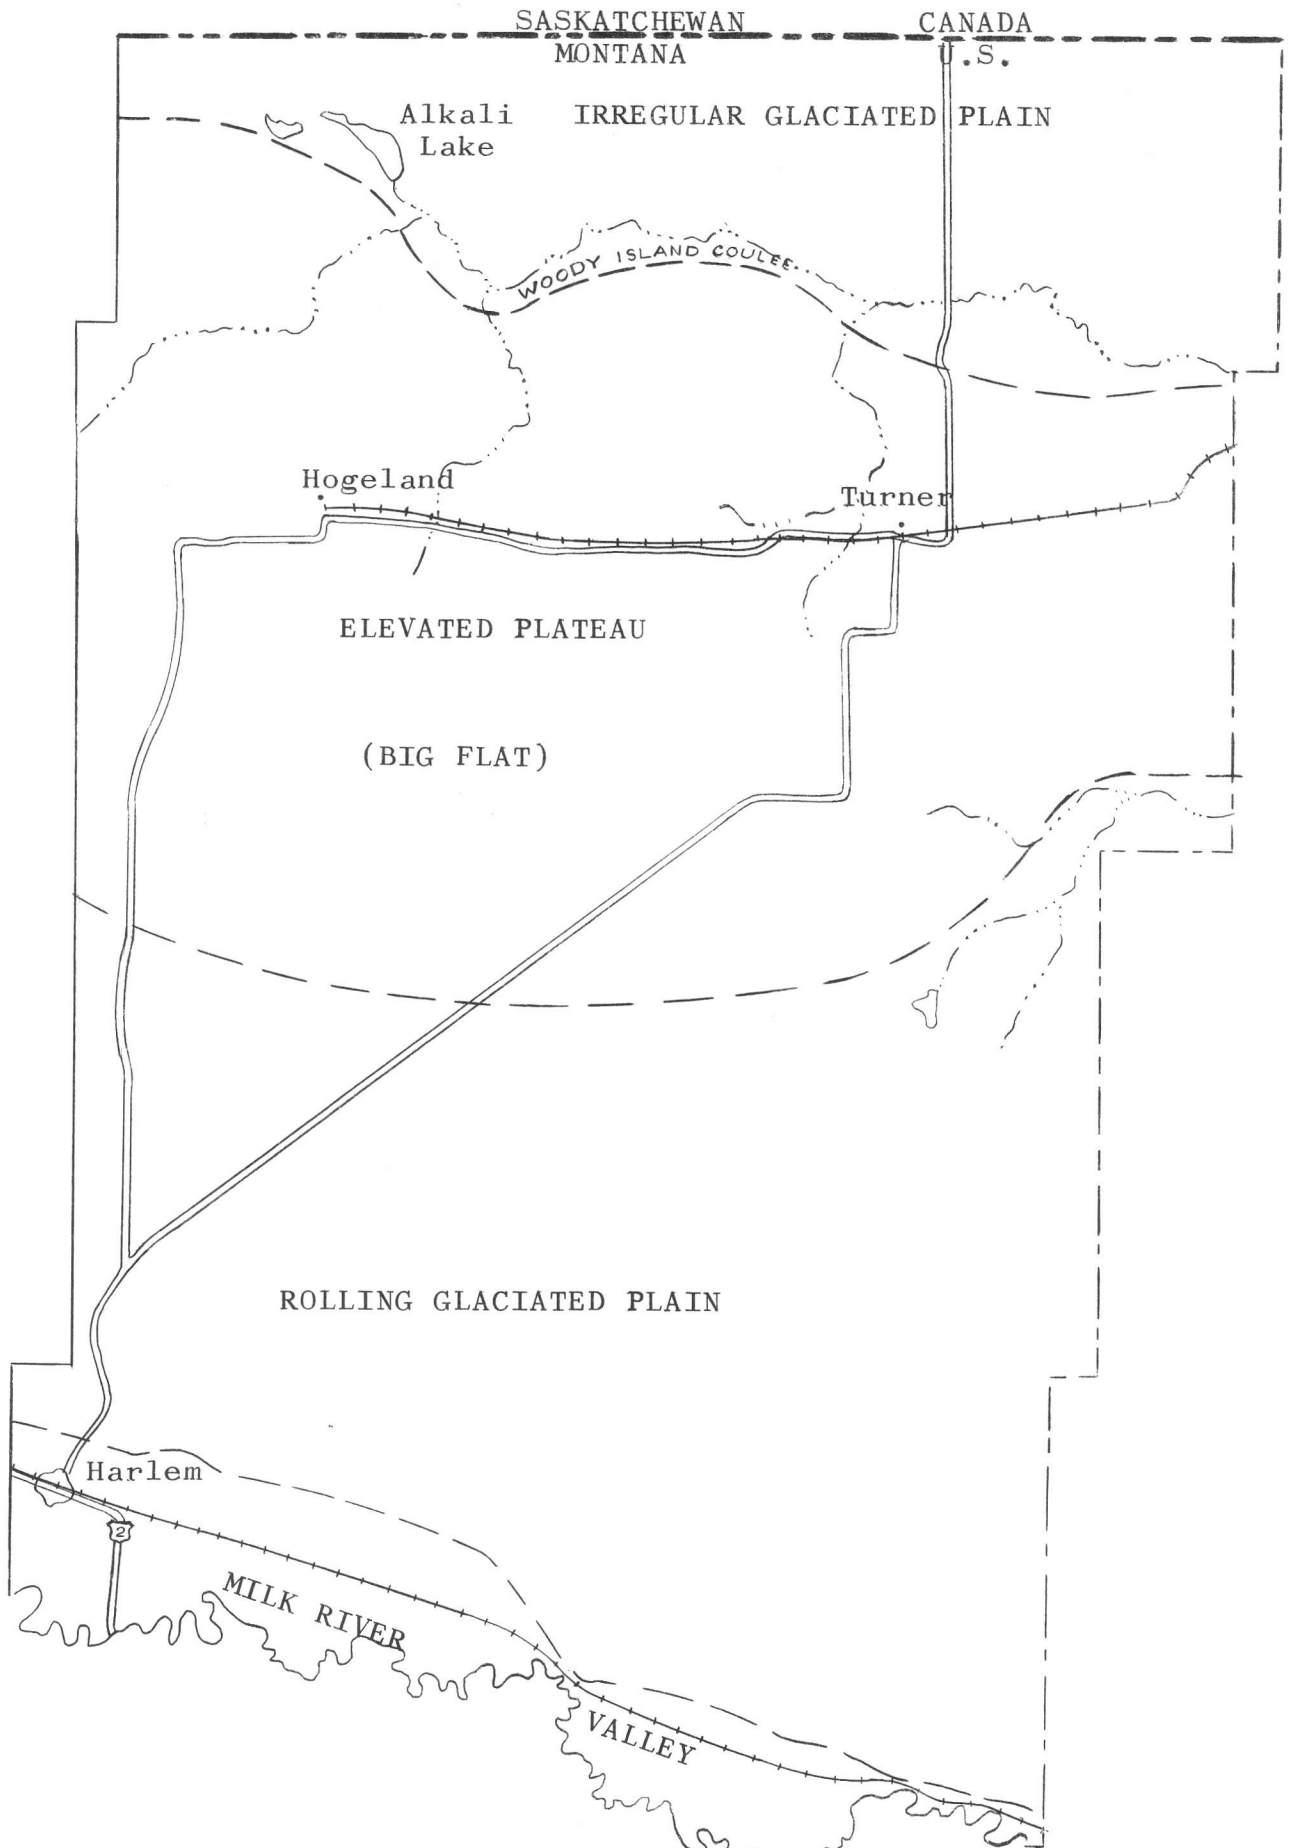 SASKATCHEWAN CANADA
MONTANA U.S.
Alkali
Lake
IRREGULAR GLACIATED PLAIN
WOODY ISLAND COULEE
Hogeland
Turner
ELEVATED PLATEAU
(BIG FLAT)
ROLLING GLACIATED PLAIN
Harlem
2
MILK RIVER
VALLEY